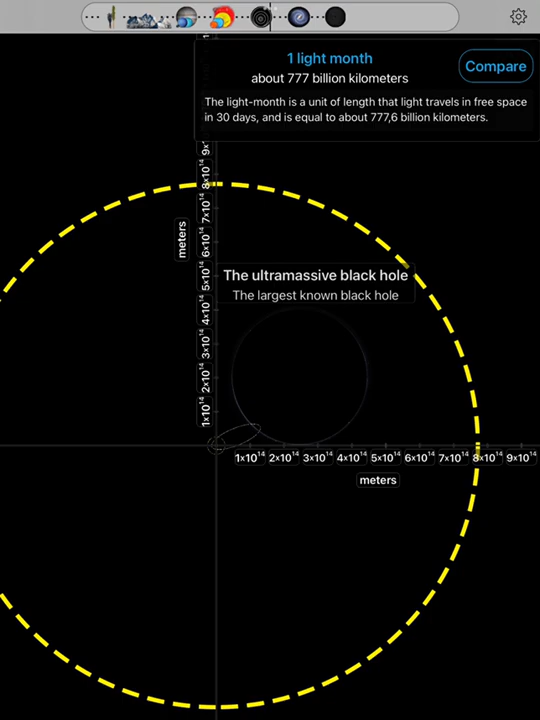 1 light month
about 777 billion kilometers
Compare
The light-month is a unit of length that light travels in free space
in 30 days, and is equal to about 777,6 billion kilometers.
8×10¹⁴
7×10¹⁴
6×10¹⁴
5×10¹⁴
4×10¹⁴
3×10¹⁴
2×10¹⁴
1×10¹⁴
meters
The ultramassive black hole
The largest known black hole
1×10¹⁴ 2×10¹⁴ 3×10¹⁴ 4×10¹⁴ 5×10¹⁴ 6×10¹⁴ 7×10¹⁴ 8×10¹⁴ 9×10¹⁴
meters